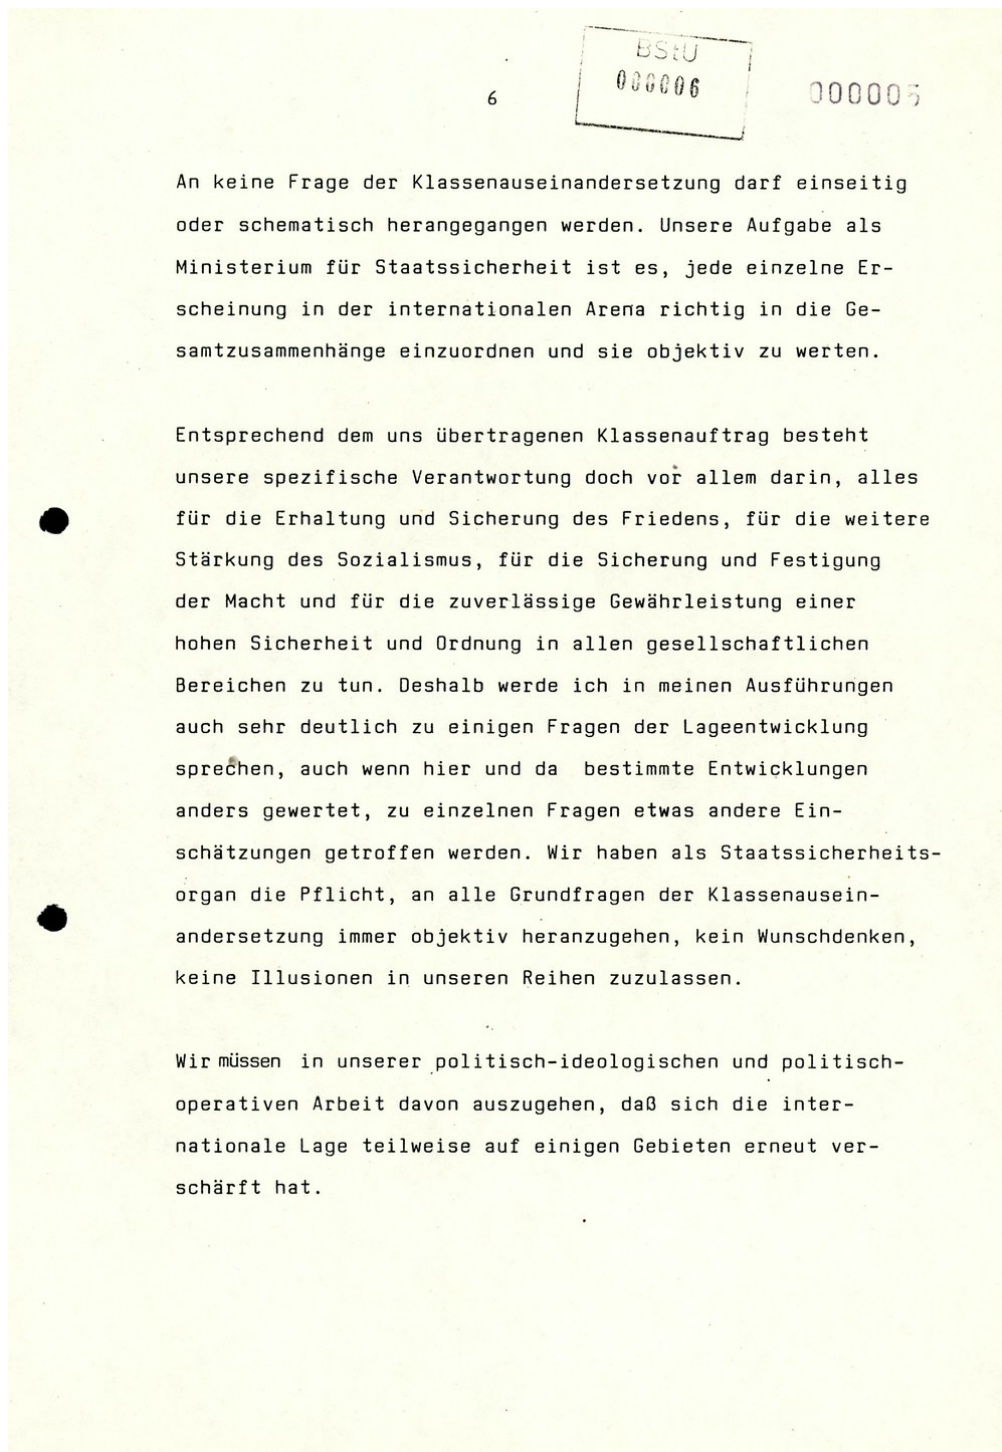 BStU
000006
6
000006
An keine Frage der Klassenauseinandersetzung darf einseitig
oder schematisch herangegangen werden. Unsere Aufgabe als
Ministerium für Staatssicherheit ist es, jede einzelne Er-
scheinung in der internationalen Arena richtig in die Ge-
samtzusammenhänge einzuordnen und sie objektiv zu werten.
Entsprechend dem uns übertragenen Klassenauftrag besteht
unsere spezifische Verantwortung doch vor allem darin, alles
für die Erhaltung und Sicherung des Friedens, für die weitere
Stärkung des Sozialismus, für die Sicherung und Festigung
der Macht und für die zuverlässige Gewährleistung einer
hohen Sicherheit und Ordnung in allen gesellschaftlichen
Bereichen zu tun. Deshalb werde ich in meinen Ausführungen
auch sehr deutlich zu einigen Fragen der Lageentwicklung
sprechen, auch wenn hier und da bestimmte Entwicklungen
anders gewertet, zu einzelnen Fragen etwas andere Ein-
schätzungen getroffen werden. Wir haben als Staatssicherheits-
organ die Pflicht, an alle Grundfragen der Klassenausein-
andersetzung immer objektiv heranzugehen, kein Wunschdenken,
keine Illusionen in unseren Reihen zuzulassen.
Wir müssen in unserer politisch-ideologischen und politisch-
operativen Arbeit davon auszugehen, daß sich die inter-
nationale Lage teilweise auf einigen Gebieten erneut ver-
schärft hat.